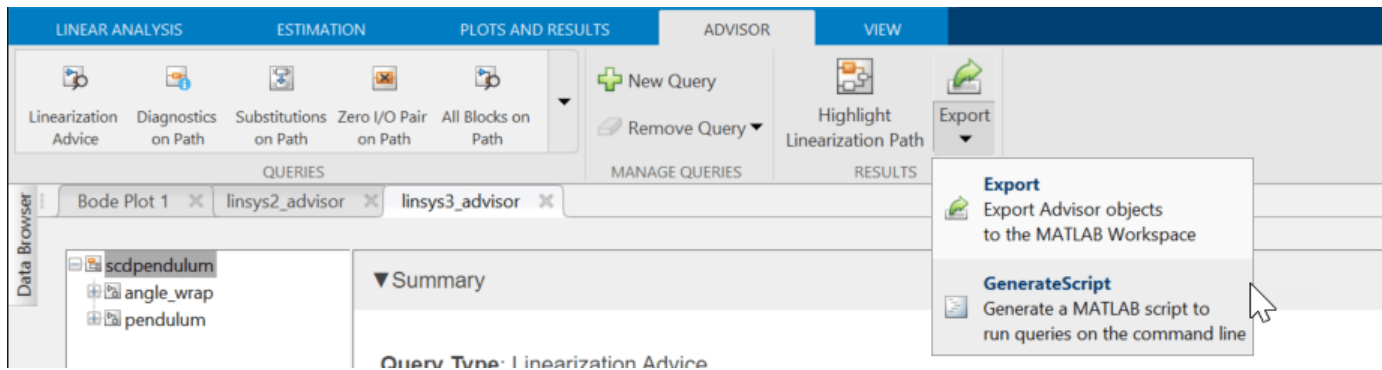 LINEAR ANALYSIS ESTIMATION PLOTS AND RESULTS ADVISOR VIEW
Linearization Advice
Diagnostics on Path
Substitutions on Path
Zero I/O Pair on Path
All Blocks on Path
QUERIES
New Query
Remove Query
MANAGE QUERIES
Highlight Linearization Path
RESULTS
Export
Export
Export Advisor objects
to the MATLAB Workspace
GenerateScript
Generate a MATLAB script to
run queries on the command line
Data Browser
Bode Plot 1 linsys2_advisor linsys3_advisor
scdpendulum
angle_wrap
pendulum
Summary
Query Type: Linearization Advice